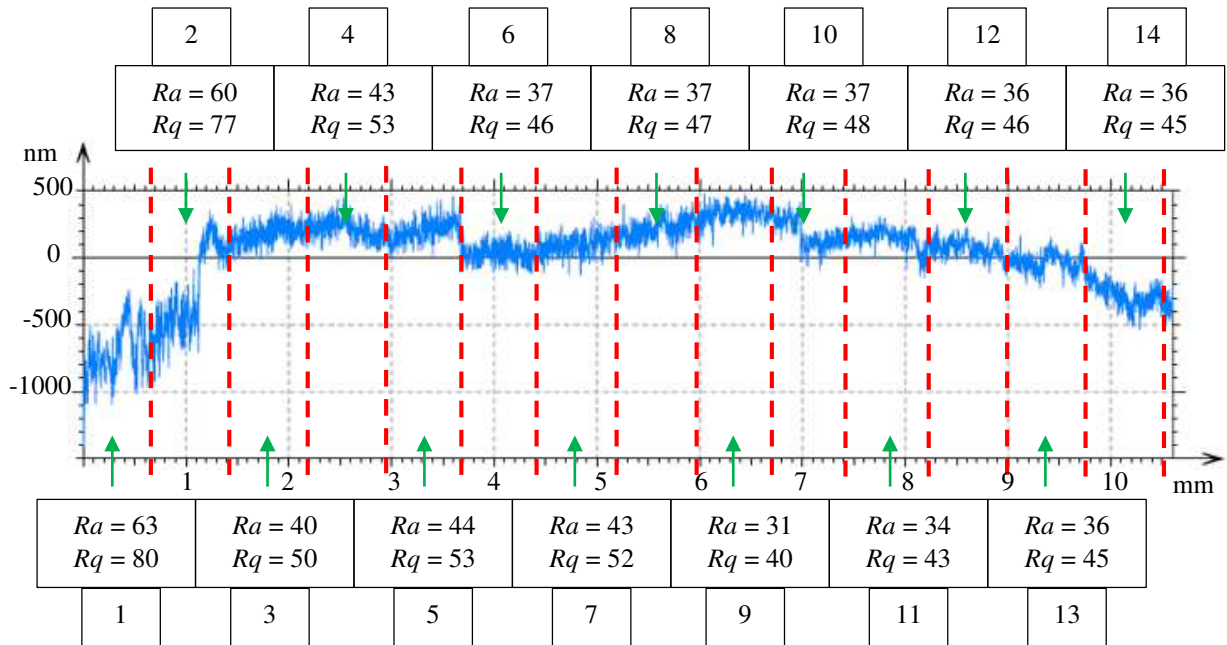 2 4 6 8 10 12 14
Ra = 60 Ra = 43 Ra = 37 Ra = 37 Ra = 37 Ra = 36 Ra = 36
Rq = 77 Rq = 53 Rq = 46 Rq = 47 Rq = 48 Rq = 46 Rq = 45
nm
500
0
-500
-1000
1 2 3 4 5 6 7 8 9 10 mm
Ra = 63 Ra = 40 Ra = 44 Ra = 43 Ra = 31 Ra = 34 Ra = 36
Rq = 80 Rq = 50 Rq = 53 Rq = 52 Rq = 40 Rq = 43 Rq = 45
1 3 5 7 9 11 13